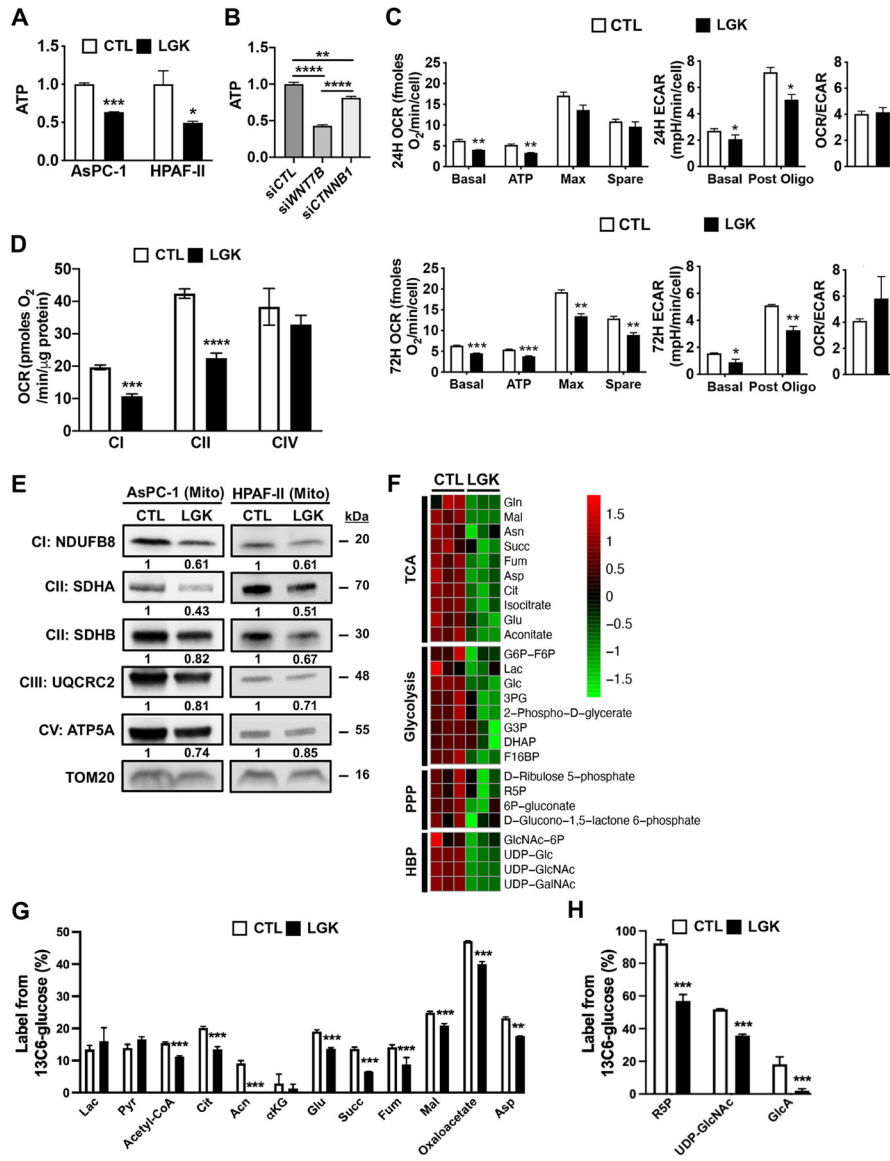 A
CTL LGK
ATP
1.5
1.0
0.5
0.0
***
*
AsPC-1 HPAF-II
B
ATP
1.5
1.0
0.5
0.0
**
****
****
siCTL
siWNT7B
siCTNNB1
C
CTL LGK
24H OCR (fmoles
O2/min/cell)
25
20
15
10
5
0
**
**
Basal ATP Max Spare
24H ECAR
(mpH/min/cell)
8
6
4
2
0
*
*
Basal Post Oligo
OCR/ECAR
8
6
4
2
0
CTL LGK
72H OCR (fmoles
O2/min/cell)
25
20
15
10
5
0
***
***
**
**
Basal ATP Max Spare
72H ECAR
(mpH/min/cell)
8
6
4
2
0
*
**
Basal Post Oligo
OCR/ECAR
8
6
4
2
0
D
CTL LGK
OCR (pmoles O2
/min/μg protein)
50
40
30
20
10
0
***
****
CI CII CIV
E
AsPC-1 (Mito) HPAF-II (Mito)
CTL LGK CTL LGK kDa
CI: NDUFB8 – 20
1 0.61 1 0.61
CII: SDHA – 70
1 0.43 1 0.51
CII: SDHB – 30
1 0.82 1 0.67
CIII: UQCRC2 – 48
1 0.81 1 0.71
CV: ATP5A – 55
1 0.74 1 0.85
TOM20 – 16
F
CTL LGK
TCA
Gln
Mal
Asn
Succ
Fum
Asp
Cit
Isocitrate
Glu
Aconitate
Glycolysis
G6P–F6P
Lac
Glc
3PG
2–Phospho–D–glycerate
G3P
DHAP
F16BP
PPP
D–Ribulose 5–phosphate
R5P
6P–gluconate
D–Glucono–1,5–lactone 6–phosphate
HBP
GlcNAc–6P
UDP–Glc
UDP–GlcNAc
UDP–GalNAc
1.5
1
0.5
0
−0.5
−1
−1.5
G
CTL LGK
Label from
13C6-glucose (%)
50
40
30
20
10
0
***
***
***
***
***
***
***
***
**
Lac
Pyr
Acetyl-CoA
Cit
Acn
αKG
Glu
Succ
Fum
Mal
Oxaloacetate
Asp
H
CTL LGK
Label from
13C6-glucose (%)
100
80
60
40
20
0
***
***
***
R5P
UDP-GlcNAc
GlcA